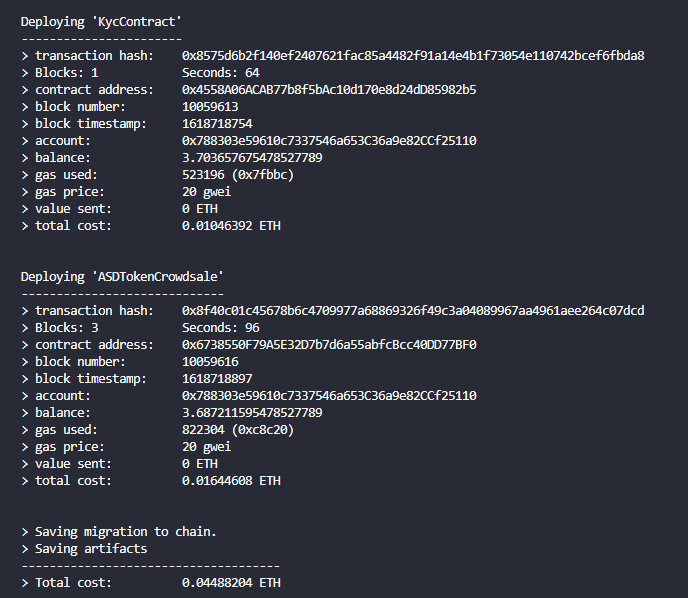 Deploying 'KycContract'
-----------------------
> transaction hash:    0x8575d6b2f140ef2407621fac85a4482f91a14e4b1f73054e110742bcef6fbda8
> Blocks: 1            Seconds: 64
> contract address:    0x4558A06ACAB77b8f5bAc10d170e8d24dD85982b5
> block number:        10059613
> block timestamp:     1618718754
> account:             0x788303e59610c7337546a653C36a9e82CCf25110
> balance:             3.703657675478527789
> gas used:            523196 (0x7fbbc)
> gas price:           20 gwei
> value sent:          0 ETH
> total cost:          0.01046392 ETH

Deploying 'ASDTokenCrowdsale'
-----------------------------
> transaction hash:    0x8f40c01c45678b6c4709977a68869326f49c3a04089967aa4961aee264c07dcd
> Blocks: 3            Seconds: 96
> contract address:    0x6738550F79A5E32D7b7d6a55abfcBcc40DD77BF0
> block number:        10059616
> block timestamp:     1618718897
> account:             0x788303e59610c7337546a653C36a9e82CCf25110
> balance:             3.687211595478527789
> gas used:            822304 (0xc8c20)
> gas price:           20 gwei
> value sent:          0 ETH
> total cost:          0.01644608 ETH

> Saving migration to chain.
> Saving artifacts
-------------------------------------
> Total cost:          0.04488204 ETH